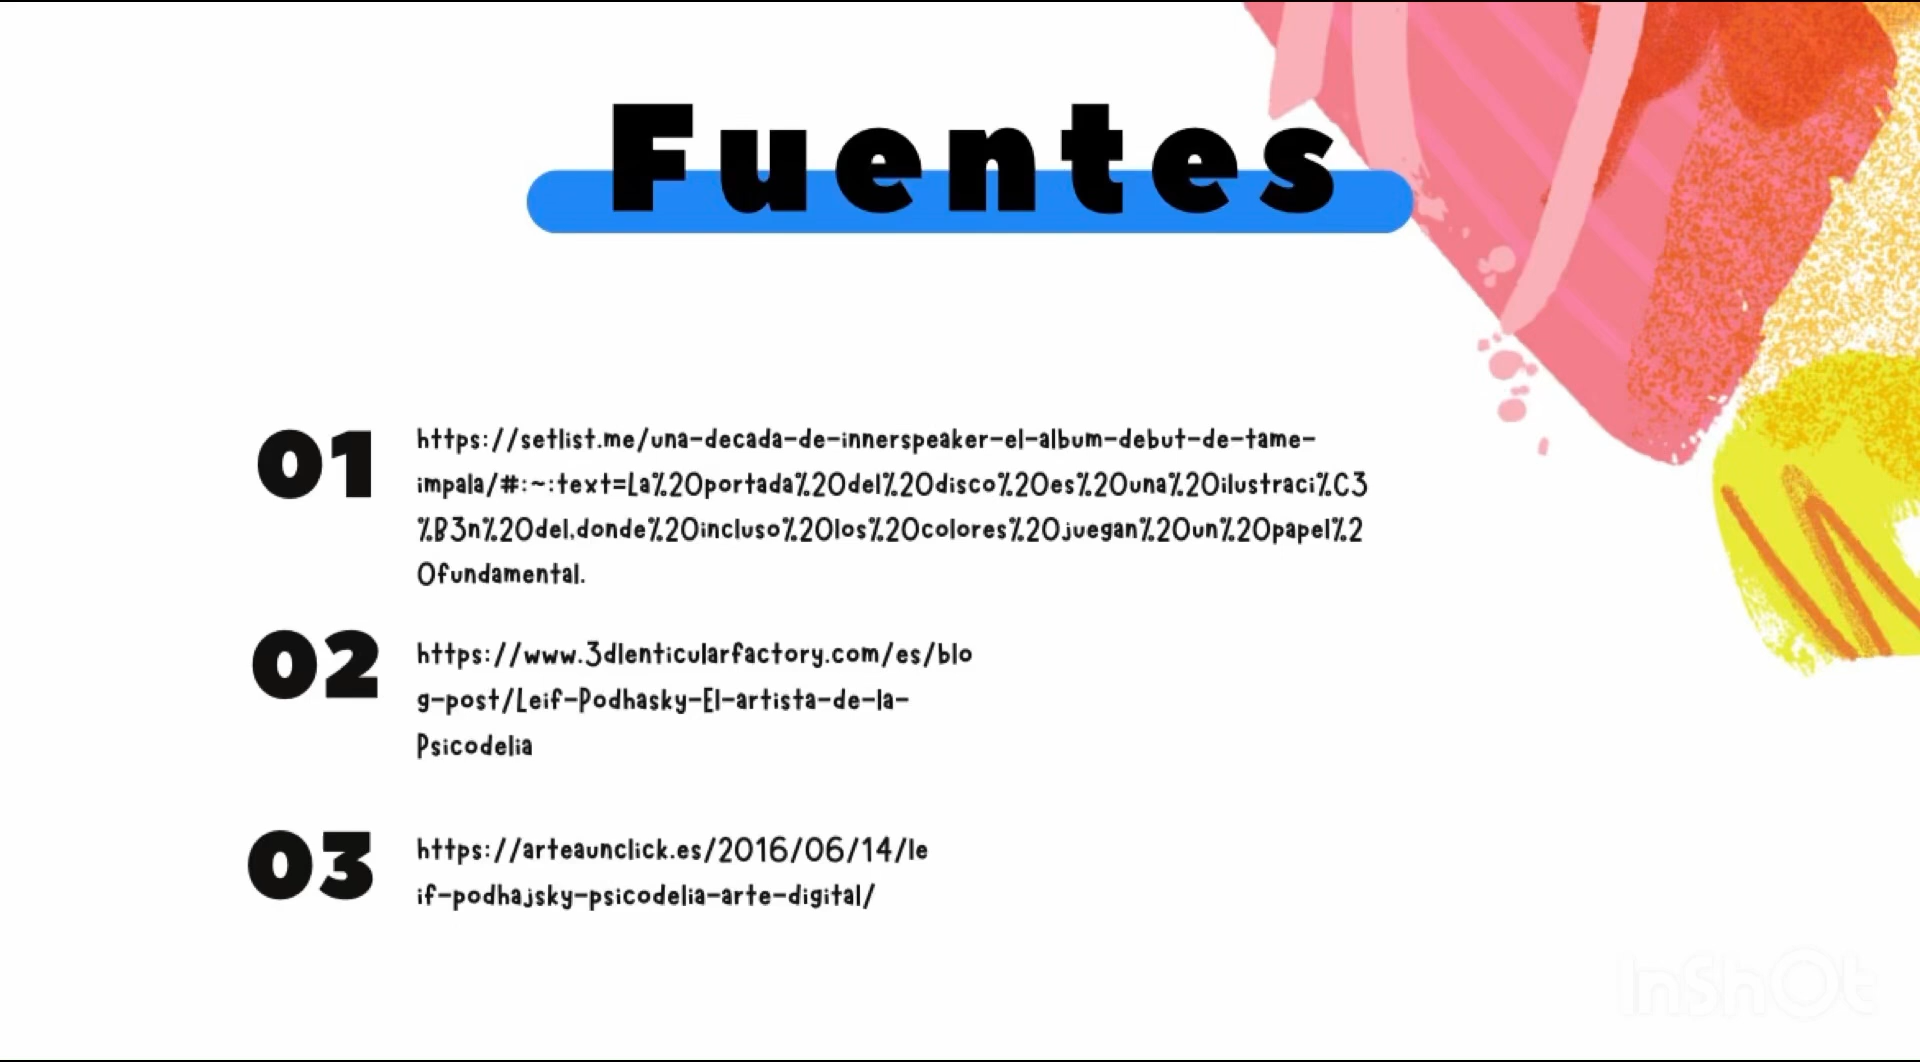 Fuentes
01
https://setlist.me/una-decada-de-innerspeaker-el-album-debut-de-tame-
impala/#:~:text=La%20portada%20del%20disco%20es%20una%20ilustraci%C3
%B3n%20del,donde%20incluso%20los%20colores%20juegan%20un%20papel%2
0fundamental.
02
https://www.3dlenticularfactory.com/es/blo
g-post/Leif-Podhasky-El-artista-de-la-
Psicodelia
03
https://arteaunclick.es/2016/06/14/le
if-podhajsky-psicodelia-arte-digital/
InShOt